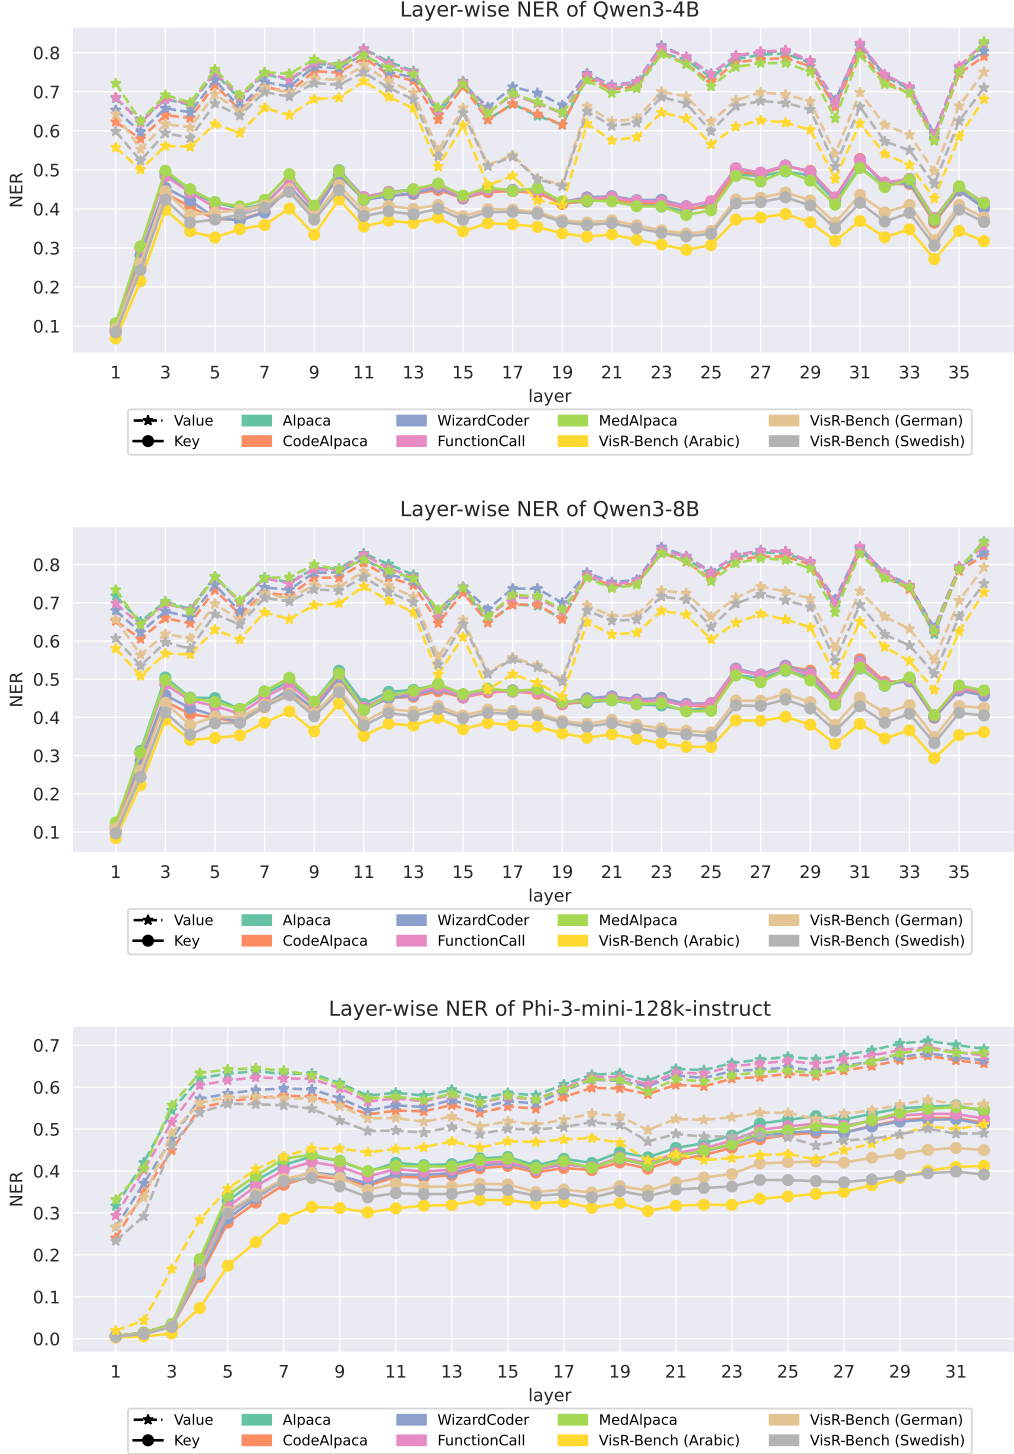 Layer-wise NER of Qwen3-4B
0.8
0.7
0.6
0.5
0.4
0.3
0.2
0.1
NER
1 3 5 7 9 11 13 15 17 19 21 23 25 27 29 31 33 35
layer
Value Alpaca WizardCoder MedAlpaca VisR-Bench (German)
Key CodeAlpaca FunctionCall VisR-Bench (Arabic) VisR-Bench (Swedish)
Layer-wise NER of Qwen3-8B
0.8
0.7
0.6
0.5
0.4
0.3
0.2
0.1
NER
1 3 5 7 9 11 13 15 17 19 21 23 25 27 29 31 33 35
layer
Value Alpaca WizardCoder MedAlpaca VisR-Bench (German)
Key CodeAlpaca FunctionCall VisR-Bench (Arabic) VisR-Bench (Swedish)
Layer-wise NER of Phi-3-mini-128k-instruct
0.7
0.6
0.5
0.4
0.3
0.2
0.1
0.0
NER
1 3 5 7 9 11 13 15 17 19 21 23 25 27 29 31
layer
Value Alpaca WizardCoder MedAlpaca VisR-Bench (German)
Key CodeAlpaca FunctionCall VisR-Bench (Arabic) VisR-Bench (Swedish)